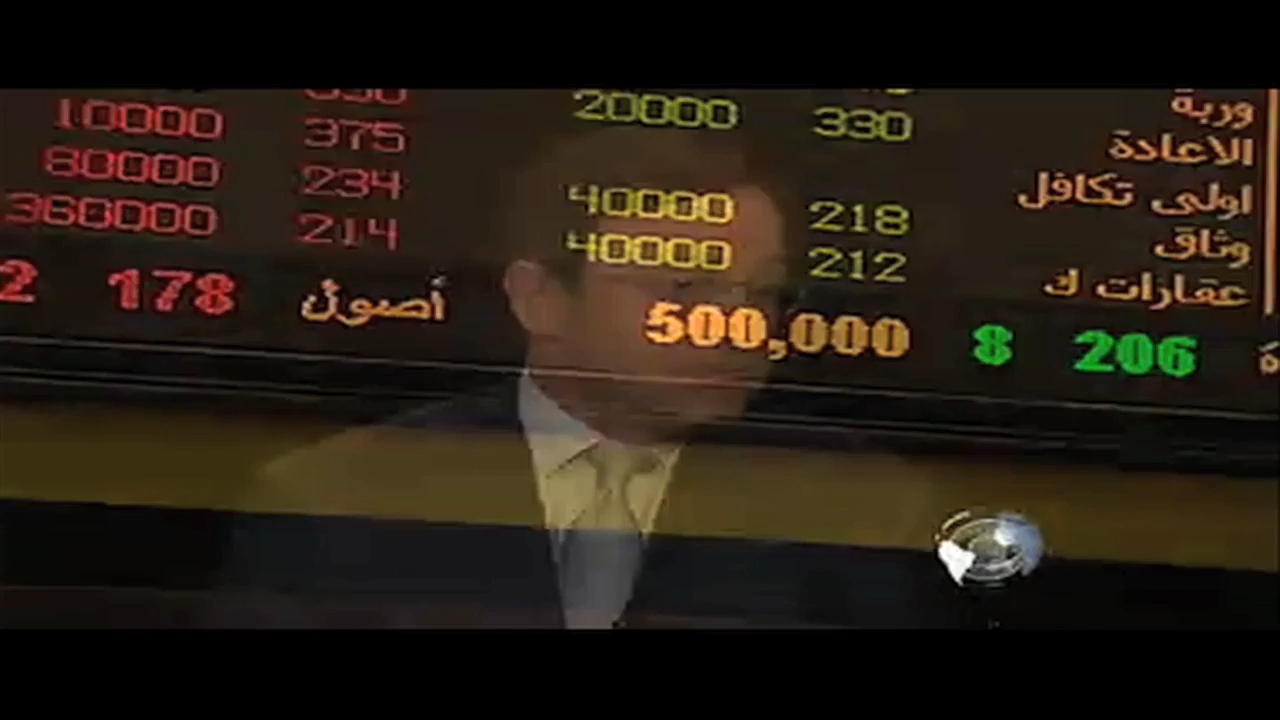 وربة
الاعادة 330 20000
اولى تكافل 375 10000
وثاق 218 40000 234 80000
عقارات ك 212 40000 214 360000
206 8 500,000 أصول 178 2